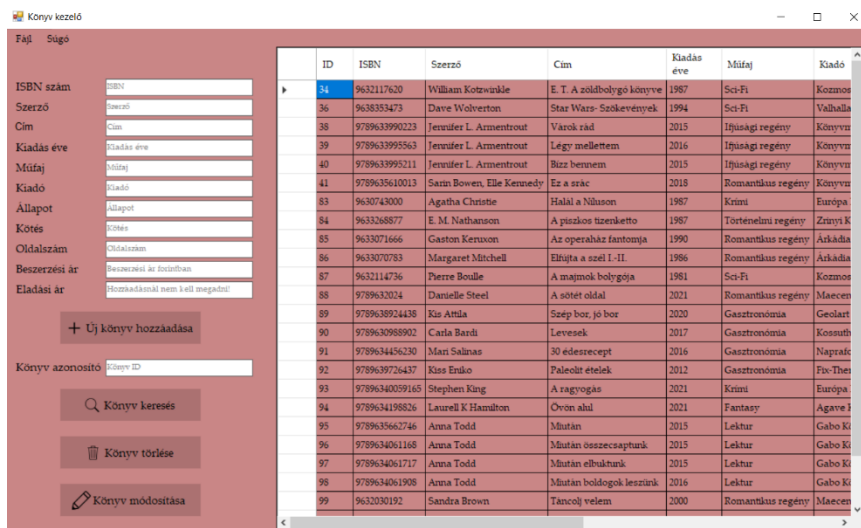 Könyv kezelő
Fájl Súgó
ISBN szám ISBN
Szerző Szerző
Cím Cím
Kiadás éve Kiadás éve
Műfaj Műfaj
Kiadó Kiadó
Állapot Állapot
Kötés Kötés
Oldalszám Oldalszám
Beszerzési ár Beszerzési ár forintban
Eladási ár Hozzáadásnál nem kell megadni!
Új könyv hozzáadása
Könyv azonosító Könyv ID
Könyv keresés
Könyv törlése
Könyv módosítása
ID ISBN Szerző Cím Kiadás éve Műfaj Kiadó
34 9632117620 William Kotzwinkle E. T. A zöldbolygó könyve 1987 Sci-Fi Kozmos
36 9638353473 Dave Wolverton Star Wars- Szökevények 1994 Sci-Fi Valhalla
38 9789633990223 Jennifer L. Armentrout Várok rád 2015 Ifjúsági regény Könyvm
39 9789633995563 Jennifer L. Armentrout Légy mellettem 2016 Ifjúsági regény Könyvm
40 9789633995211 Jennifer L. Armentrout Bízz bennem 2015 Ifjúsági regény Könyvm
41 9789635610013 Sarin Bowen, Elle Kennedy Ez a srác 2018 Romantikus regény Könyvm
83 9630743000 Agatha Christie Halál a Níluson 1987 Krimi Európa
84 9633268877 E. M. Nathanson A piszkos tizenketto 1987 Történelmi regény Zrínyi K
85 9633071666 Gaston Keruxon Az operaház fantomja 1990 Romantikus regény Árkádia
86 9633070783 Margaret Mitchell Elfújta a szél I.-II. 1986 Romantikus regény Árkádia
87 9632114736 Pierre Boulle A majmok bolygója 1981 Sci-Fi Kozmos
88 9789632024 Danielle Steel A sötét oldal 2021 Romantikus regény Maecen
89 9789638924438 Kis Attila Szép bor, jó bor 2020 Gasztronómia Geolart
90 9789630988902 Carla Bardi Levesek 2017 Gasztronómia Kossuth
91 9789634456230 Mari Salinas 30 édesrecept 2016 Gasztronómia Naprafo
92 9789639726437 Kiss Eniko Paleolit ételek 2012 Gasztronómia Fix-Ther
93 97896340059165 Stephen King A ragyogás 2021 Krimi Európa
94 9789634198826 Laurell K Hamilton Övön alul 2021 Fantasy Agave K
95 9789635662746 Anna Todd Miután 2015 Lektur Gabo Kö
96 9789634061168 Anna Todd Miután összecsaptunk 2015 Lektur Gabo Kö
97 9789634061717 Anna Todd Miután elbuktunk 2015 Lektur Gabo Kö
98 9789634061908 Anna Todd Miután boldogok leszünk 2016 Lektur Gabo Kö
99 9632030192 Sandra Brown Táncolj velem 2000 Romantikus regény Maecen